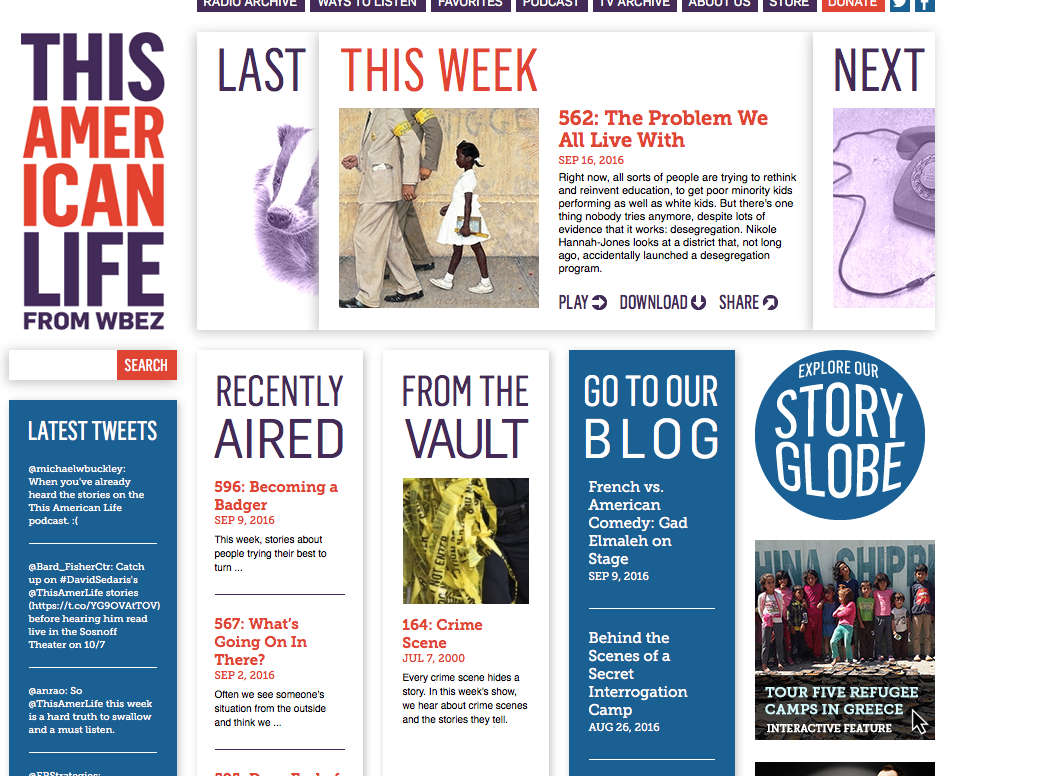 RADIO ARCHIVE WAYS TO LISTEN FAVORITES PODCAST TV ARCHIVE ABOUT US STORE DONATE
THIS
AMER
ICAN
LIFE
FROM WBEZ
LAST
THIS WEEK
562: The Problem We
All Live With
SEP 16, 2016
Right now, all sorts of people are trying to rethink
and reinvent education, to get poor minority kids
performing as well as white kids. But there's one
thing nobody tries anymore, despite lots of
evidence that it works: desegregation. Nikole
Hannah-Jones looks at a district that, not long
ago, accidentally launched a desegregation
program.
PLAY DOWNLOAD SHARE
NEXT
SEARCH
LATEST TWEETS
@michaelwbuckley:
When you've already
heard the stories on the
This American Life
podcast. :(
@Bard_FisherCtr: Catch
up on #DavidSedaris's
@ThisAmerLife stories
(https://t.co/YG9OVAtTOV)
before hearing him read
live in the Sosnoff
Theater on 10/7
@anrao: So
@ThisAmerLife this week
is a hard truth to swallow
and a must listen.
RECENTLY
AIRED
596: Becoming a
Badger
SEP 9, 2016
This week, stories about
people trying their best to
turn ...
567: What's
Going On In
There?
SEP 2, 2016
Often we see someone's
situation from the outside
and think we ...
FROM THE
VAULT
164: Crime
Scene
JUL 7, 2000
Every crime scene hides a
story. In this week's show,
we hear about crime scenes
and the stories they tell.
GO TO OUR
BLOG
French vs.
American
Comedy: Gad
Elmaleh on
Stage
SEP 9, 2016
Behind the
Scenes of a
Secret
Interrogation
Camp
AUG 26, 2016
EXPLORE OUR
STORY
GLOBE
CHINA SHIPPI
TOUR FIVE REFUGEE
CAMPS IN GREECE
INTERACTIVE FEATURE